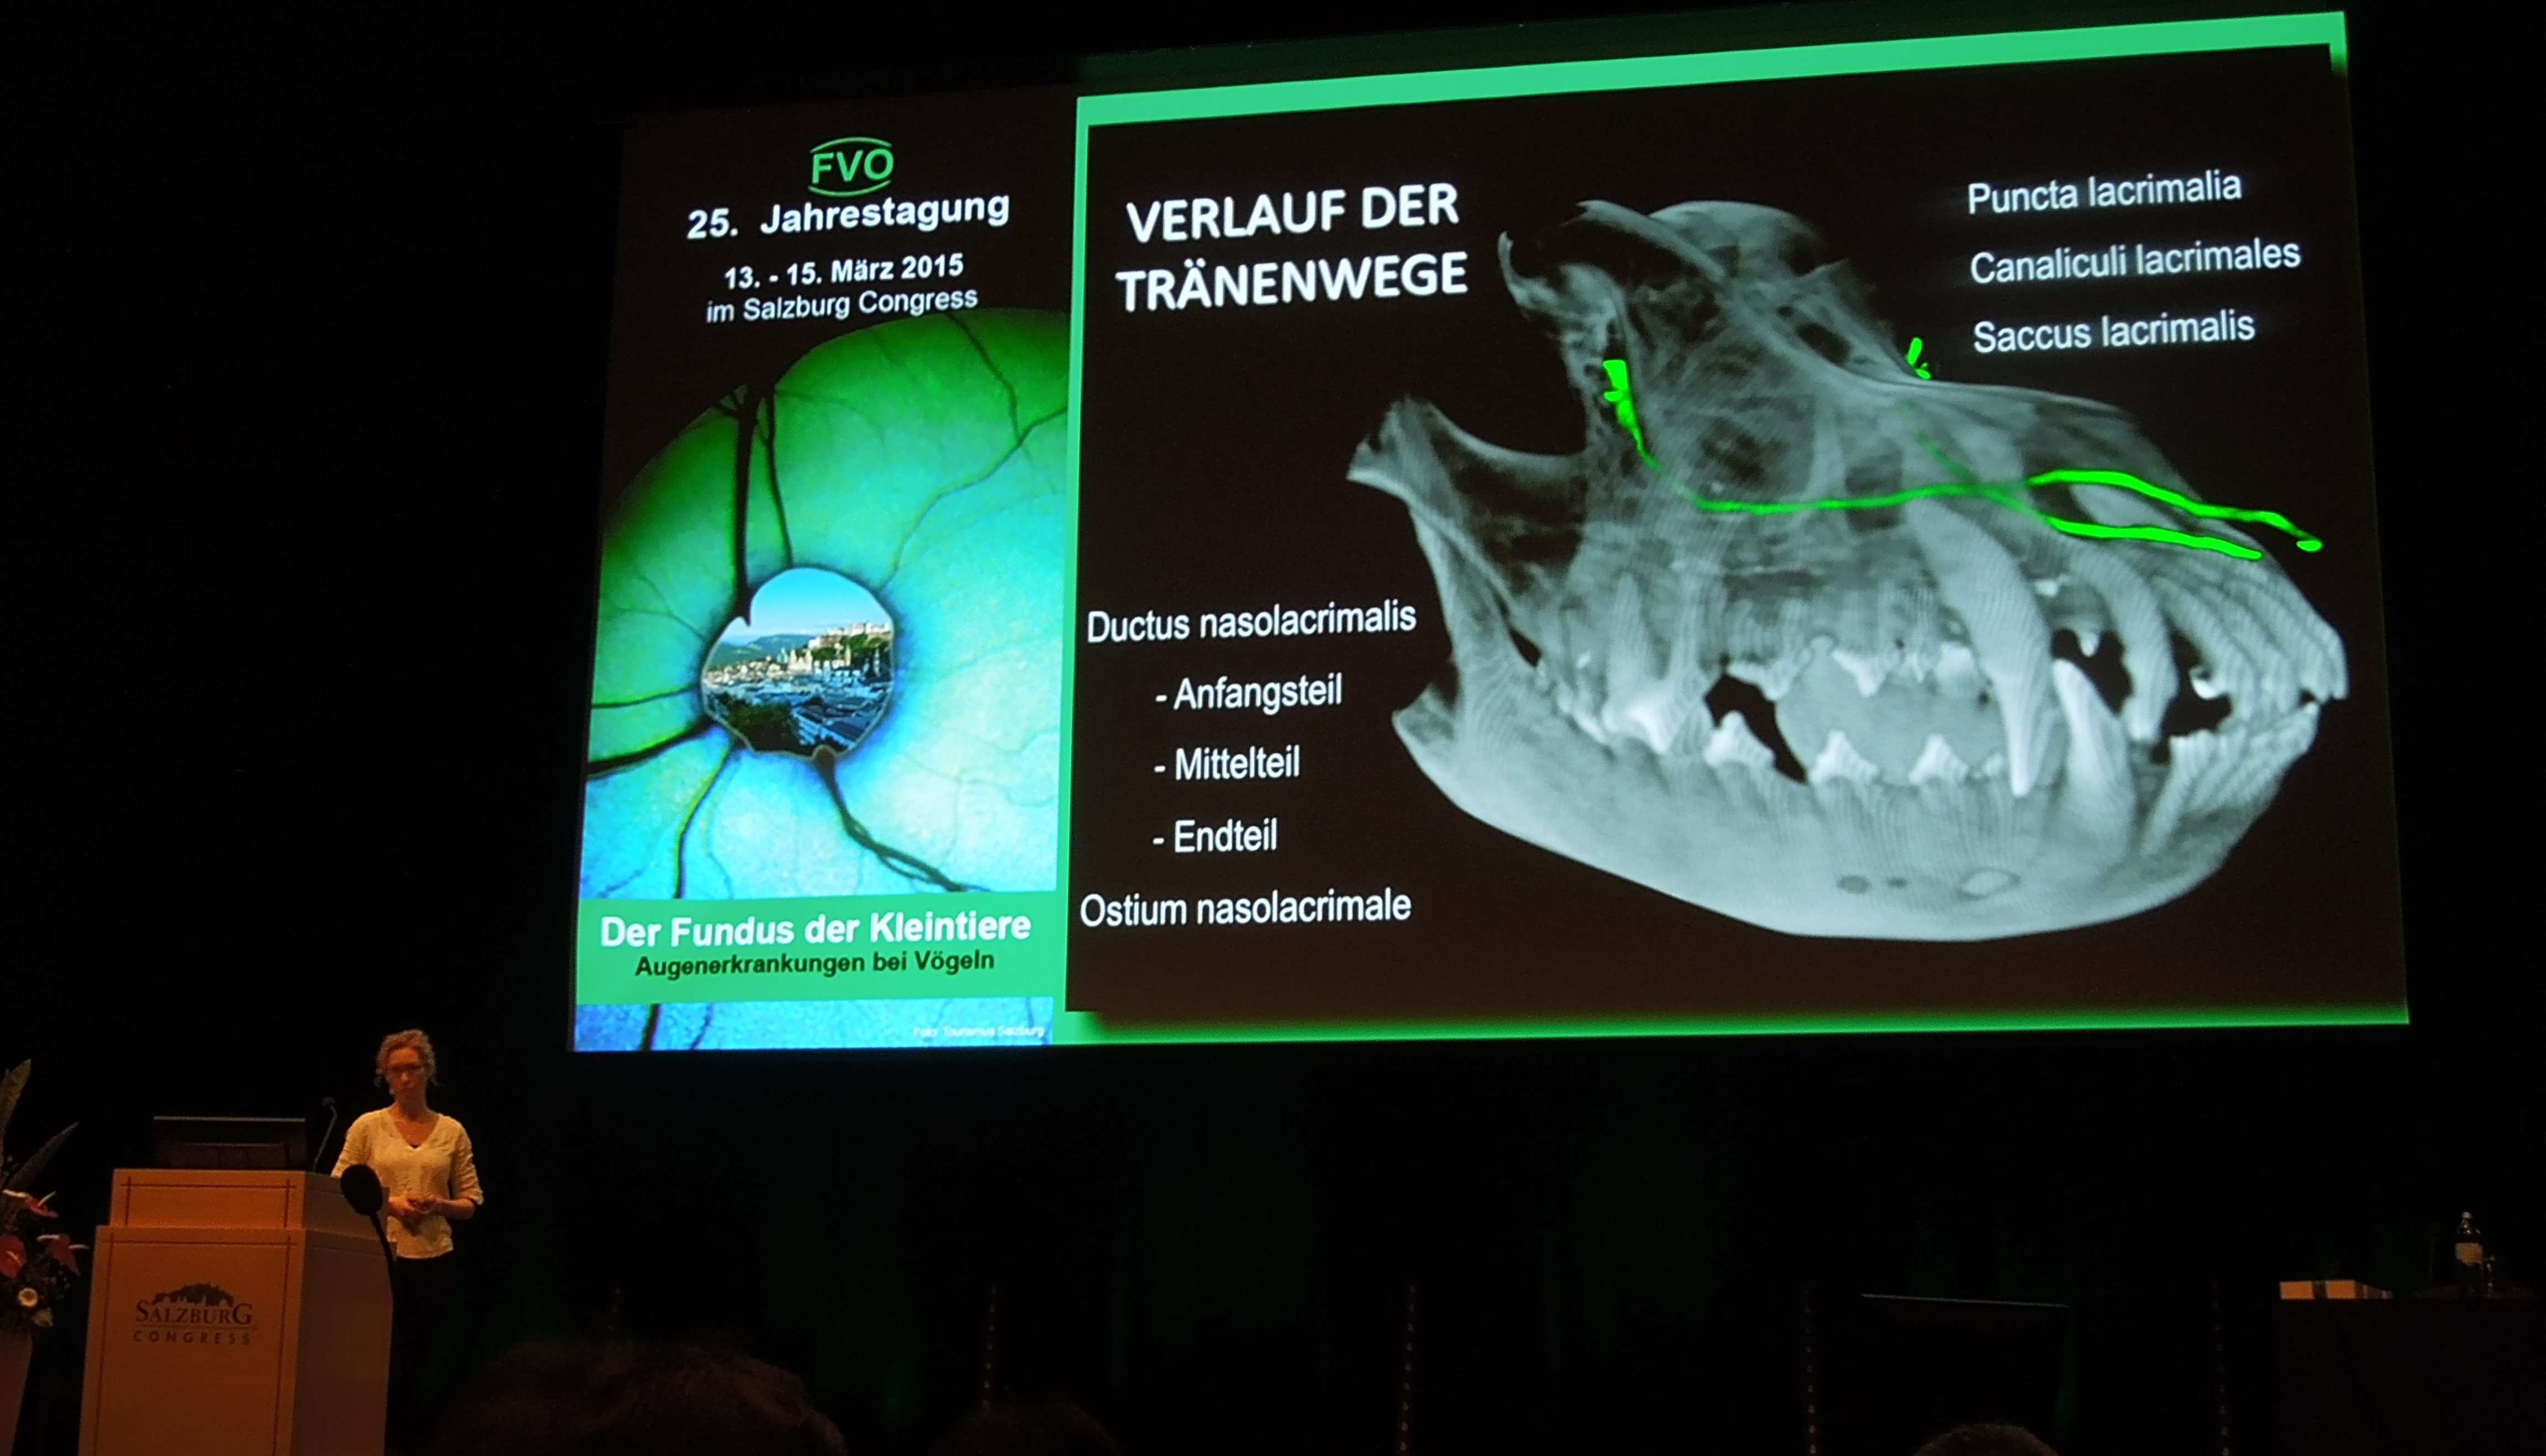 FVO
25. Jahrestagung
13. - 15. März 2015
im Salzburg Congress
Der Fundus der Kleintiere
Augenerkrankungen bei Vögeln
Foto: Tourismus Salzburg
VERLAUF DER
TRÄNENWEGE
Puncta lacrimalia
Canaliculi lacrimales
Saccus lacrimalis
Ductus nasolacrimalis
- Anfangsteil
- Mittelteil
- Endteil
Ostium nasolacrimale
SALZBURG
CONGRESS